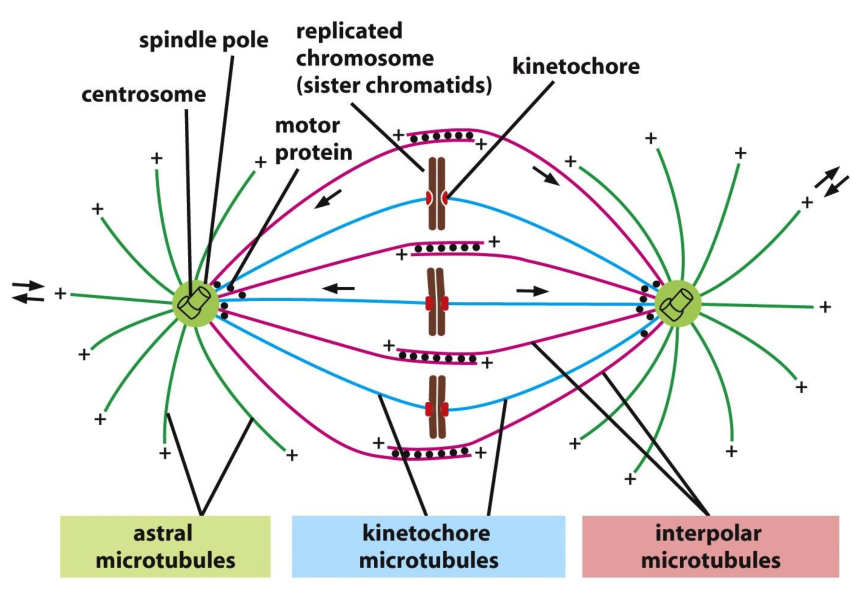 spindle pole
replicated
chromosome
(sister chromatids)
kinetochore
centrosome
motor
protein
+ +
+ + + +
+ +
+ +
+ +
+ +
+ +
+ +
+ +
+ +
+ + + +
+ +
astral
microtubules
kinetochore
microtubules
interpolar
microtubules